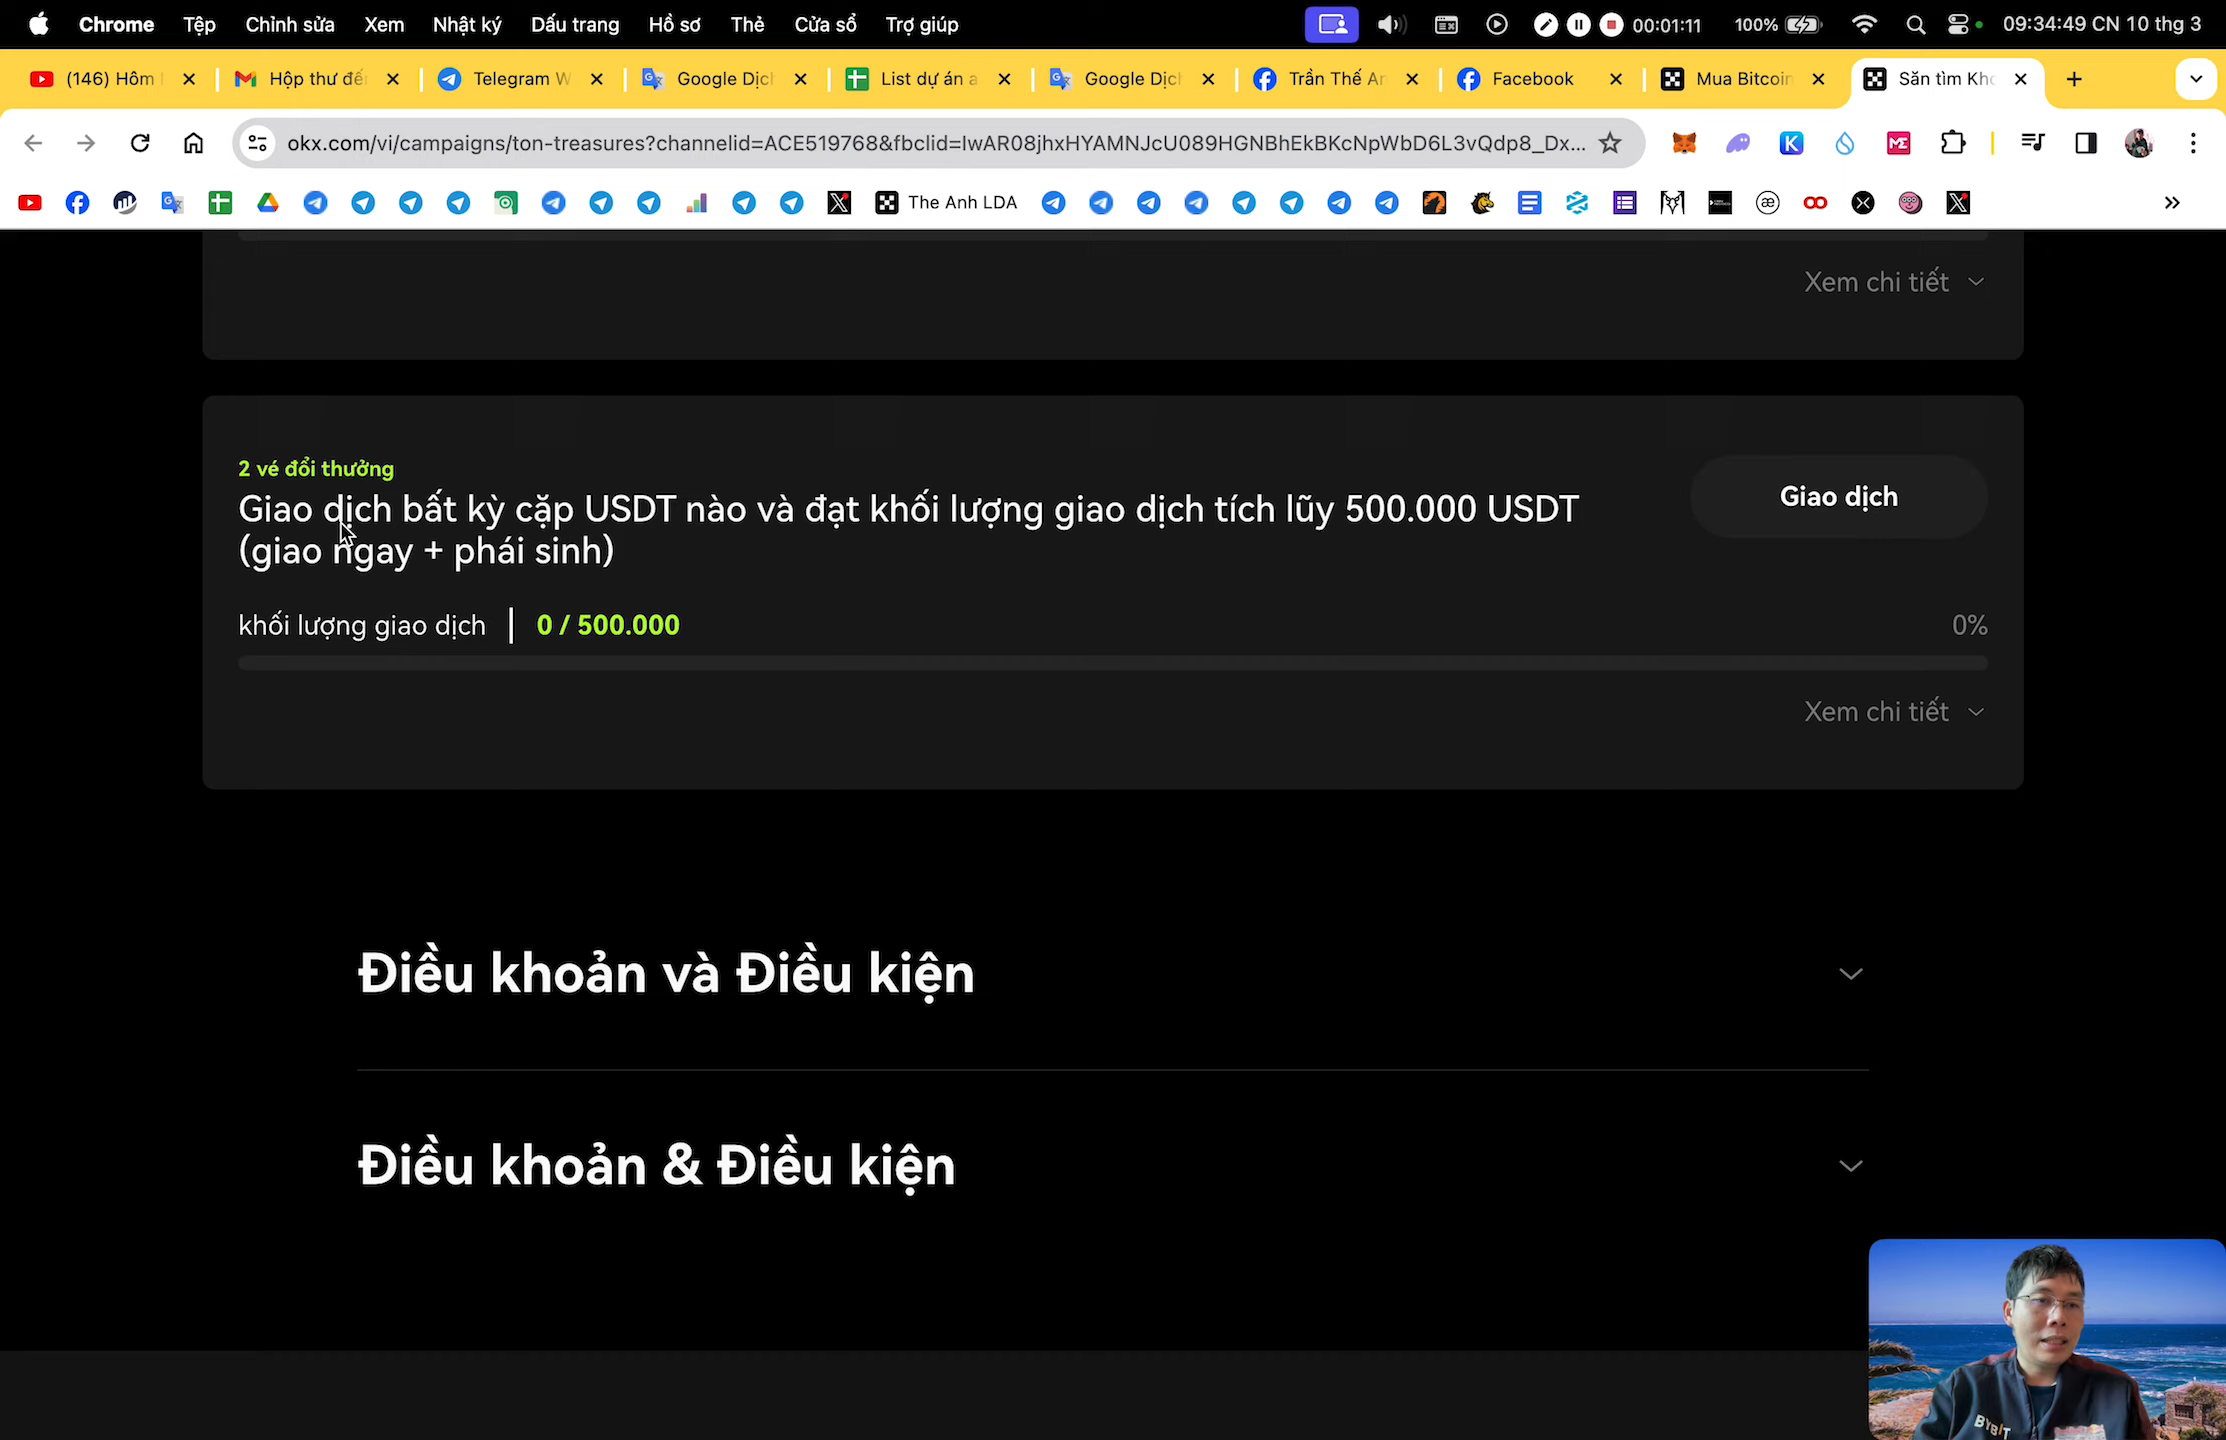 Chrome Tệp Chỉnh sửa Xem Nhật ký Dấu trang Hồ sơ Thẻ Cửa sổ Trợ giúp 00:01:11 100% 09:34:49 CN 10 thg 3
(146) Hôm Hộp thư đế Telegram W Google Dịch List dự án a Google Dịch Trần Thế An Facebook Mua Bitcoin Săn tìm Kho
okx.com/vi/campaigns/ton-treasures?channelid=ACE519768&fbclid=IwAR08jhxHYAMNJcU089HGNBhEkBKcNpWbD6L3vQdp8_Dx...
The Anh LDA
Xem chi tiết
2 vé đổi thưởng
Giao dịch bất kỳ cặp USDT nào và đạt khối lượng giao dịch tích lũy 500.000 USDT
(giao ngay + phái sinh)
Giao dịch
khối lượng giao dịch 0 / 500.000 0%
Xem chi tiết
Điều khoản và Điều kiện
Điều khoản & Điều kiện
BYBIT